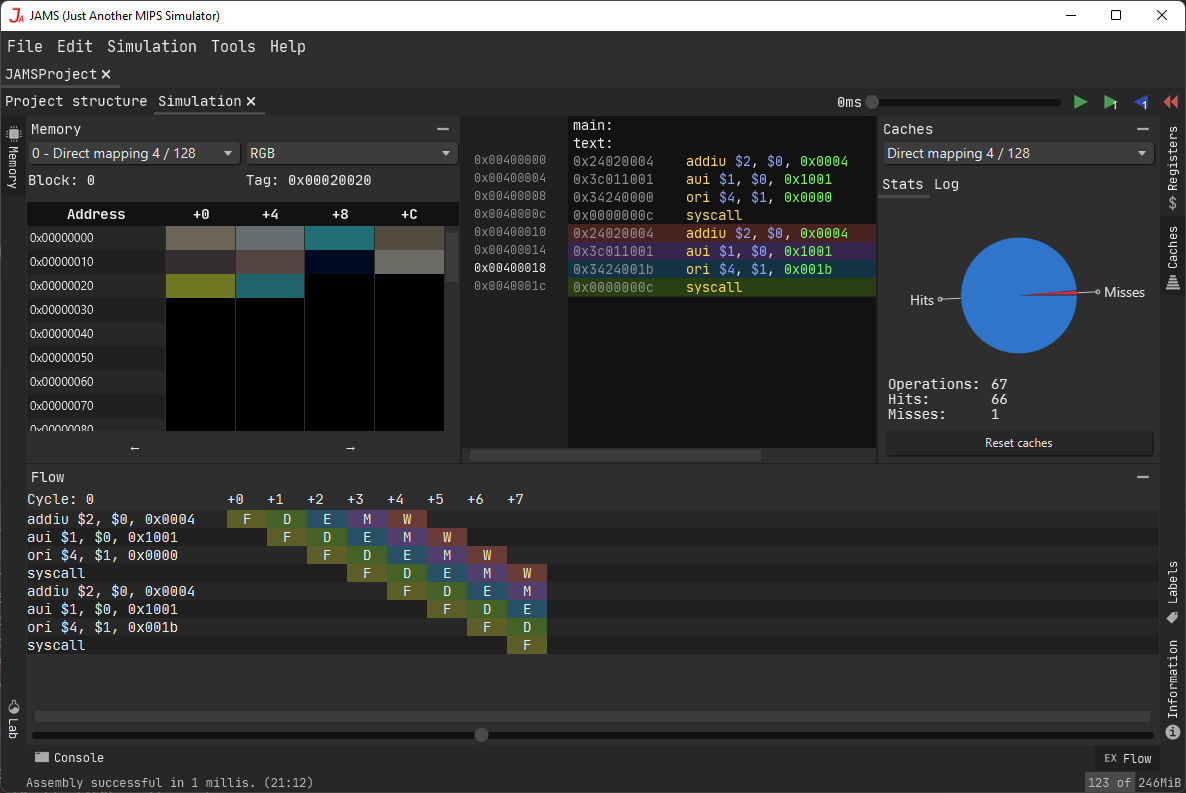 JAMS (Just Another MIPS Simulator)
File Edit Simulation Tools Help
JAMSProject
Project structure Simulation
0ms
1 1
Memory
Memory
0 - Direct mapping 4 / 128
RGB
Block: 0
Tag: 0x00020020
Address +0 +4 +8 +C
0x00000000
0x00000010
0x00000020
0x00000030
0x00000040
0x00000050
0x00000060
0x00000070
0x00000080
← →
main:
text:
0x00400000 0x24020004 addiu $2, $0, 0x0004
0x00400004 0x3c011001 aui $1, $0, 0x1001
0x00400008 0x34240000 ori $4, $1, 0x0000
0x0040000c 0x0000000c syscall
0x00400010 0x24020004 addiu $2, $0, 0x0004
0x00400014 0x3c011001 aui $1, $0, 0x1001
0x00400018 0x3424001b ori $4, $1, 0x001b
0x0040001c 0x0000000c syscall
Caches
Direct mapping 4 / 128
Stats Log
Hits
Misses
Operations: 67
Hits: 66
Misses: 1
Reset caches
$ Registers
Caches
Labels
Information
Flow
Cycle: 0 +0 +1 +2 +3 +4 +5 +6 +7
addiu $2, $0, 0x0004 F D E M W
aui $1, $0, 0x1001 F D E M W
ori $4, $1, 0x0000 F D E M W
syscall F D E M W
addiu $2, $0, 0x0004 F D E M
aui $1, $0, 0x1001 F D E
ori $4, $1, 0x001b F D
syscall F
Lab
Console
EX Flow
Assembly successful in 1 millis. (21:12)
123 of 246MiB